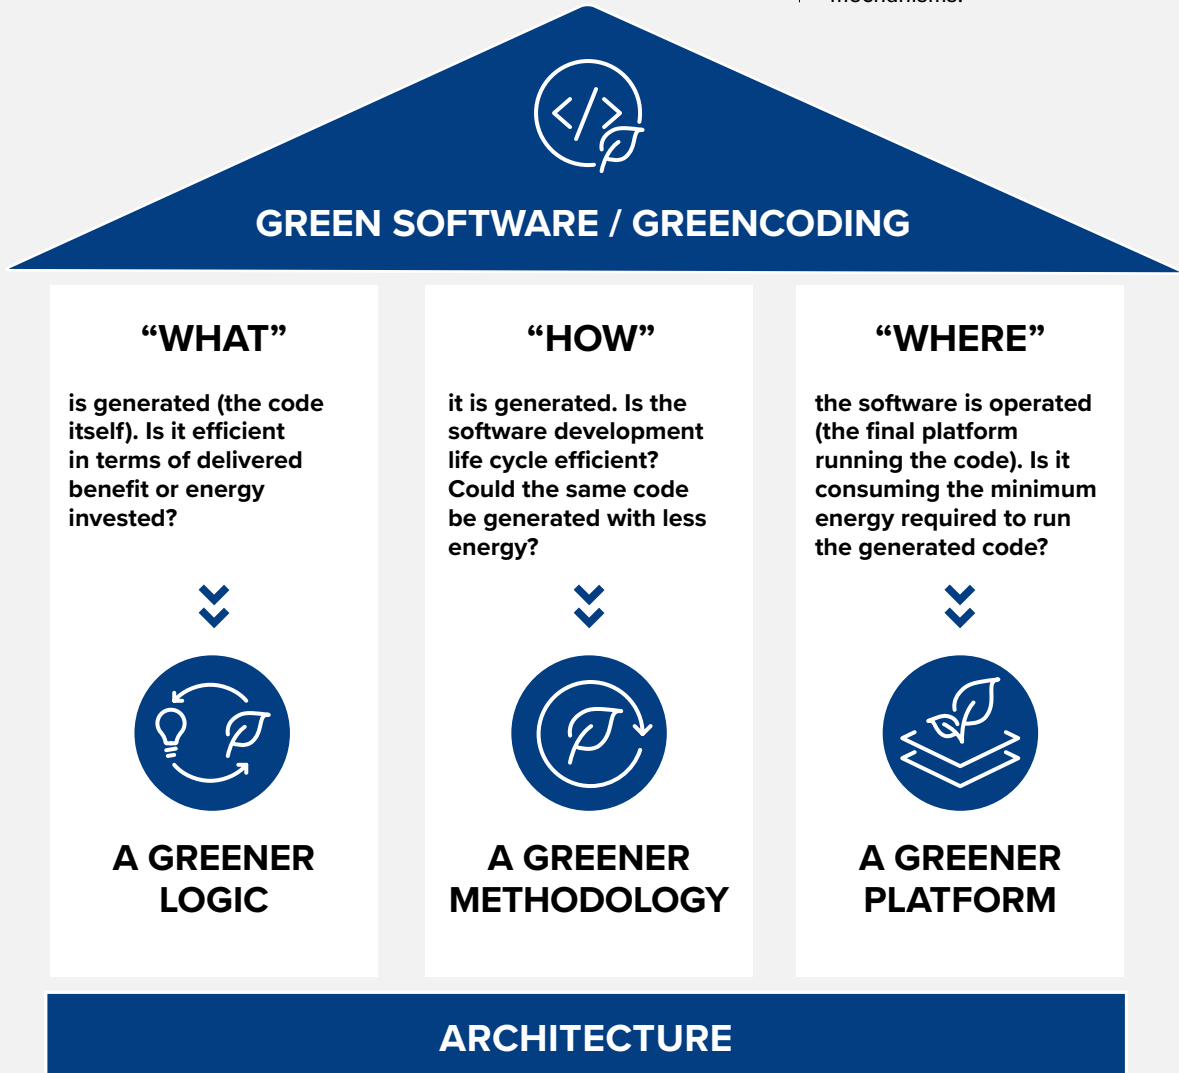 mechanisms.
</>
GREEN SOFTWARE / GREENCODING
“WHAT”
is generated (the code
itself). Is it efficient
in terms of delivered
benefit or energy
invested?
A GREENER
LOGIC
“HOW”
it is generated. Is the
software development
life cycle efficient?
Could the same code
be generated with less
energy?
A GREENER
METHODOLOGY
“WHERE”
the software is operated
(the final platform
running the code). Is it
consuming the minimum
energy required to run
the generated code?
A GREENER
PLATFORM
ARCHITECTURE